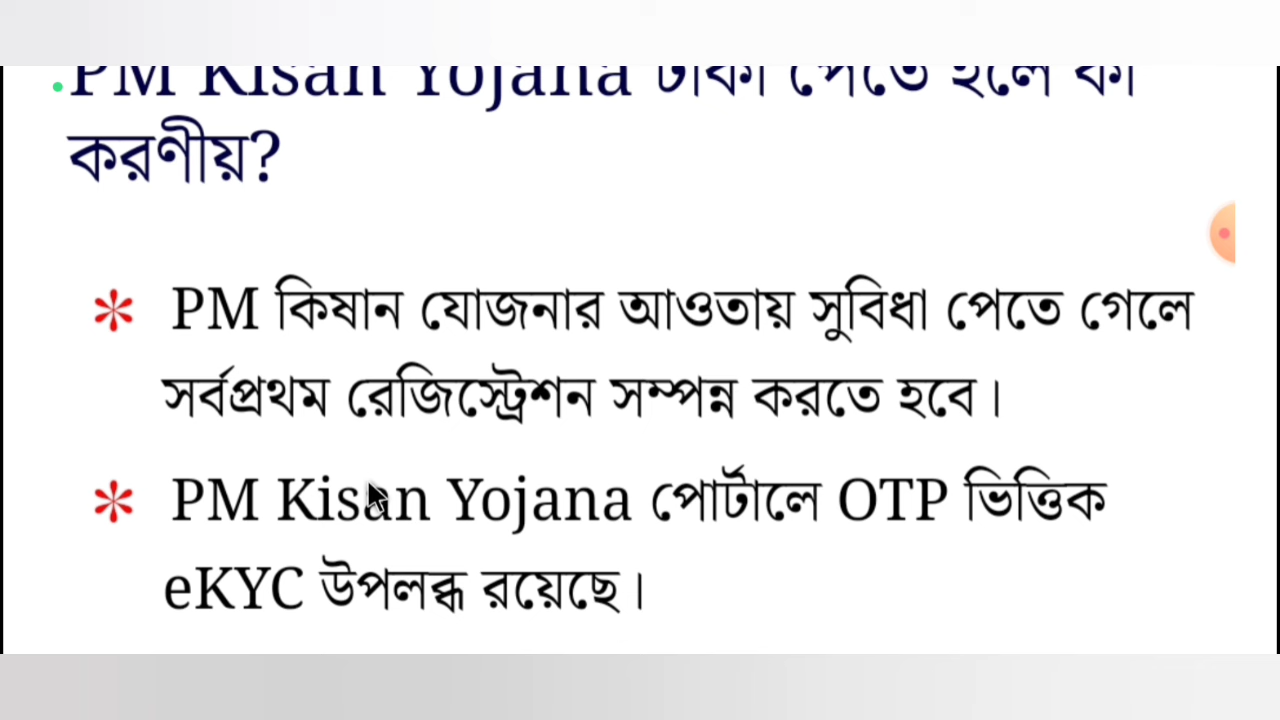 PM Kisan Yojana টাকা পেতে হলে কী
করণীয়?
* PM কিষান যোজনার আওতায় সুবিধা পেতে গেলে
সর্বপ্রথম রেজিস্ট্রেশন সম্পন্ন করতে হবে।
* PM Kisan Yojana পোর্টালে OTP ভিত্তিক
eKYC উপলব্ধ রয়েছে।